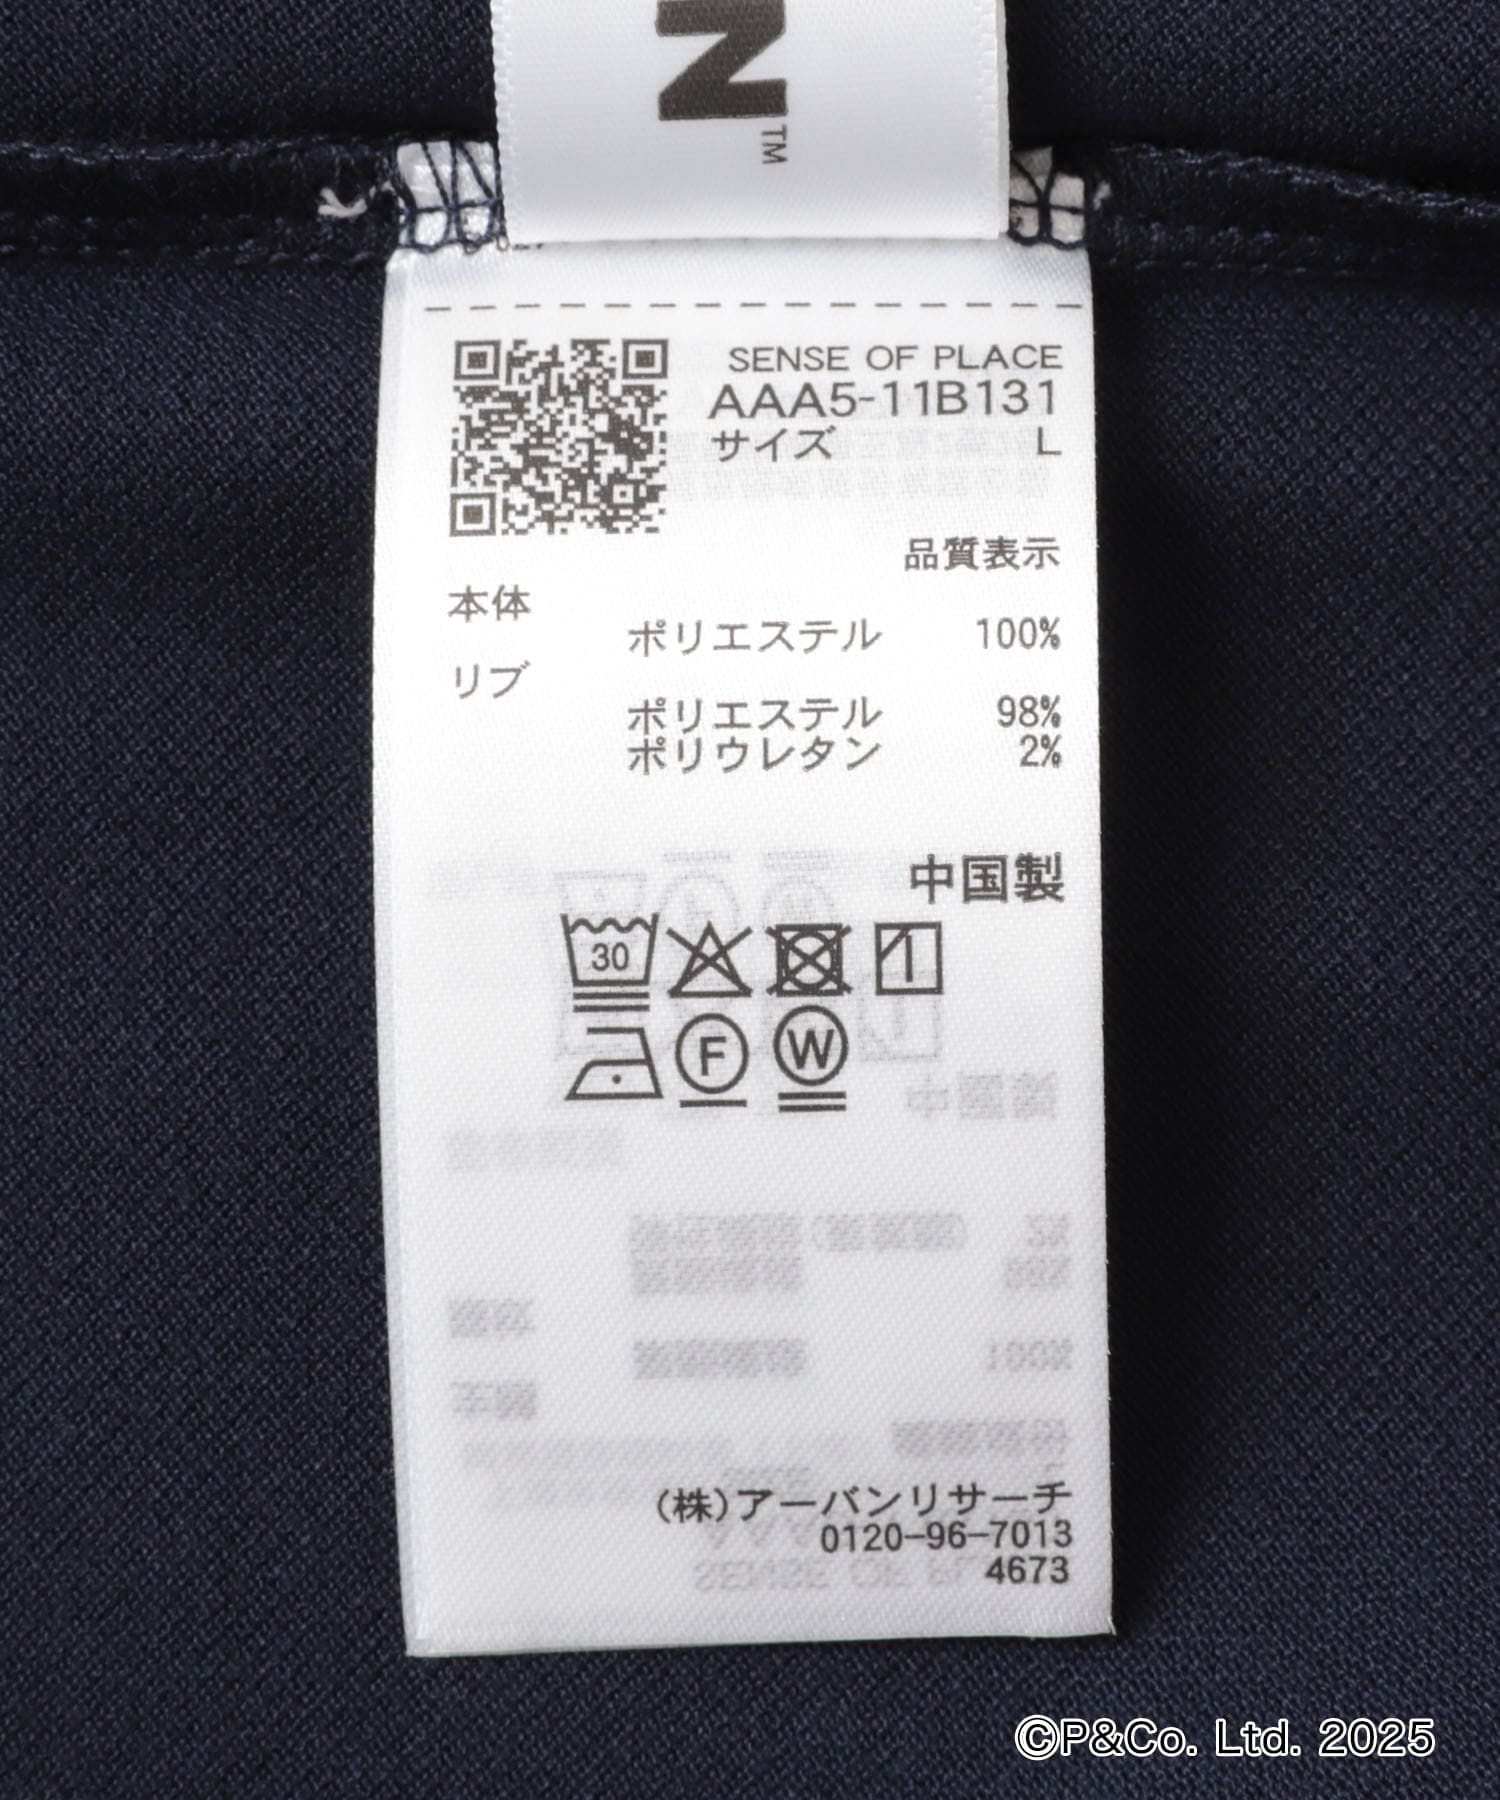 N™
SENSE OF PLACE
AAA5-11B131
サイズ L
品質表示
本体
ポリエステル 100%
リブ
ポリエステル 98%
ポリウレタン 2%
中国製
30
F W
(株)アーバンリサーチ
0120-96-7013
4673
©P&Co. Ltd. 2025